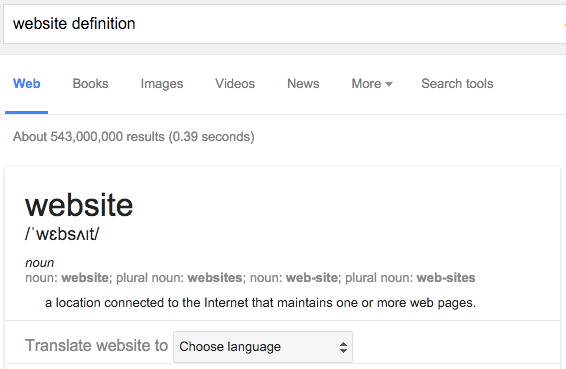 website definition
Web Books Images Videos News More Search tools
About 543,000,000 results (0.39 seconds)
website
/ˈwɛbsʌɪt/
noun
noun: website; plural noun: websites; noun: web-site; plural noun: web-sites
a location connected to the Internet that maintains one or more web pages.
Translate website to Choose language